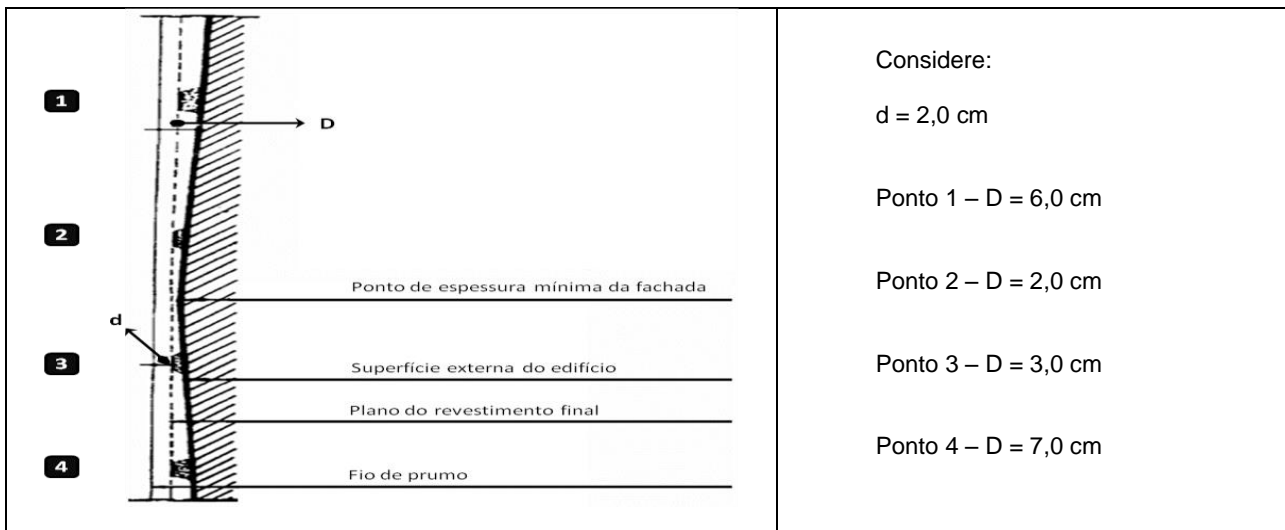 1
D
2
Ponto de espessura mínima da fachada
d
3
Superfície externa do edifício
Plano do revestimento final
4
Fio de prumo
Considere:
d = 2,0 cm
Ponto 1 – D = 6,0 cm
Ponto 2 – D = 2,0 cm
Ponto 3 – D = 3,0 cm
Ponto 4 – D = 7,0 cm